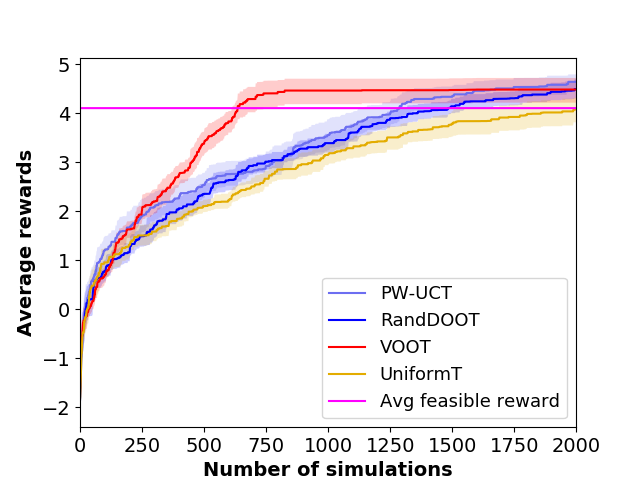 5
4
3
2
1
0
−1
−2
Average rewards
PW-UCT
RandDOOT
VOOT
UniformT
Avg feasible reward
0 250 500 750 1000 1250 1500 1750 2000
Number of simulations